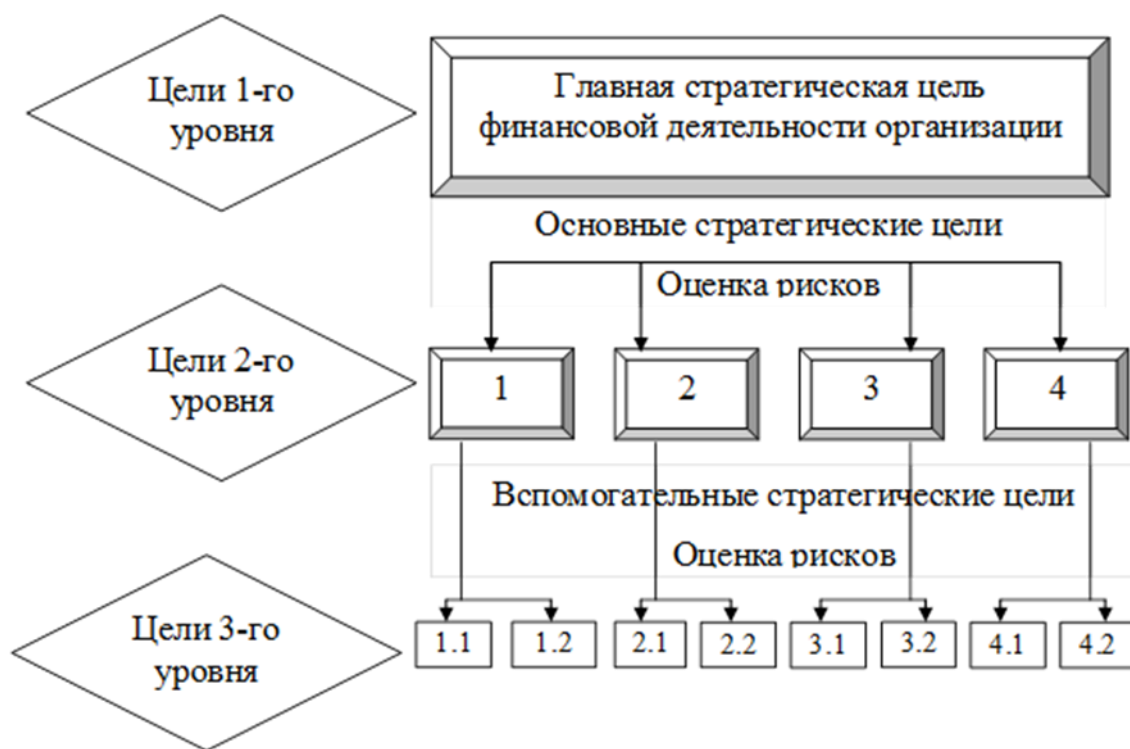 Цели 1-го
уровня
Главная стратегическая цель
финансовой деятельности организации
Основные стратегические цели
Оценка рисков
Цели 2-го
уровня
1
2
3
4
Вспомогательные стратегические цели
Оценка рисков
Цели 3-го
уровня
1.1
1.2
2.1
2.2
3.1
3.2
4.1
4.2